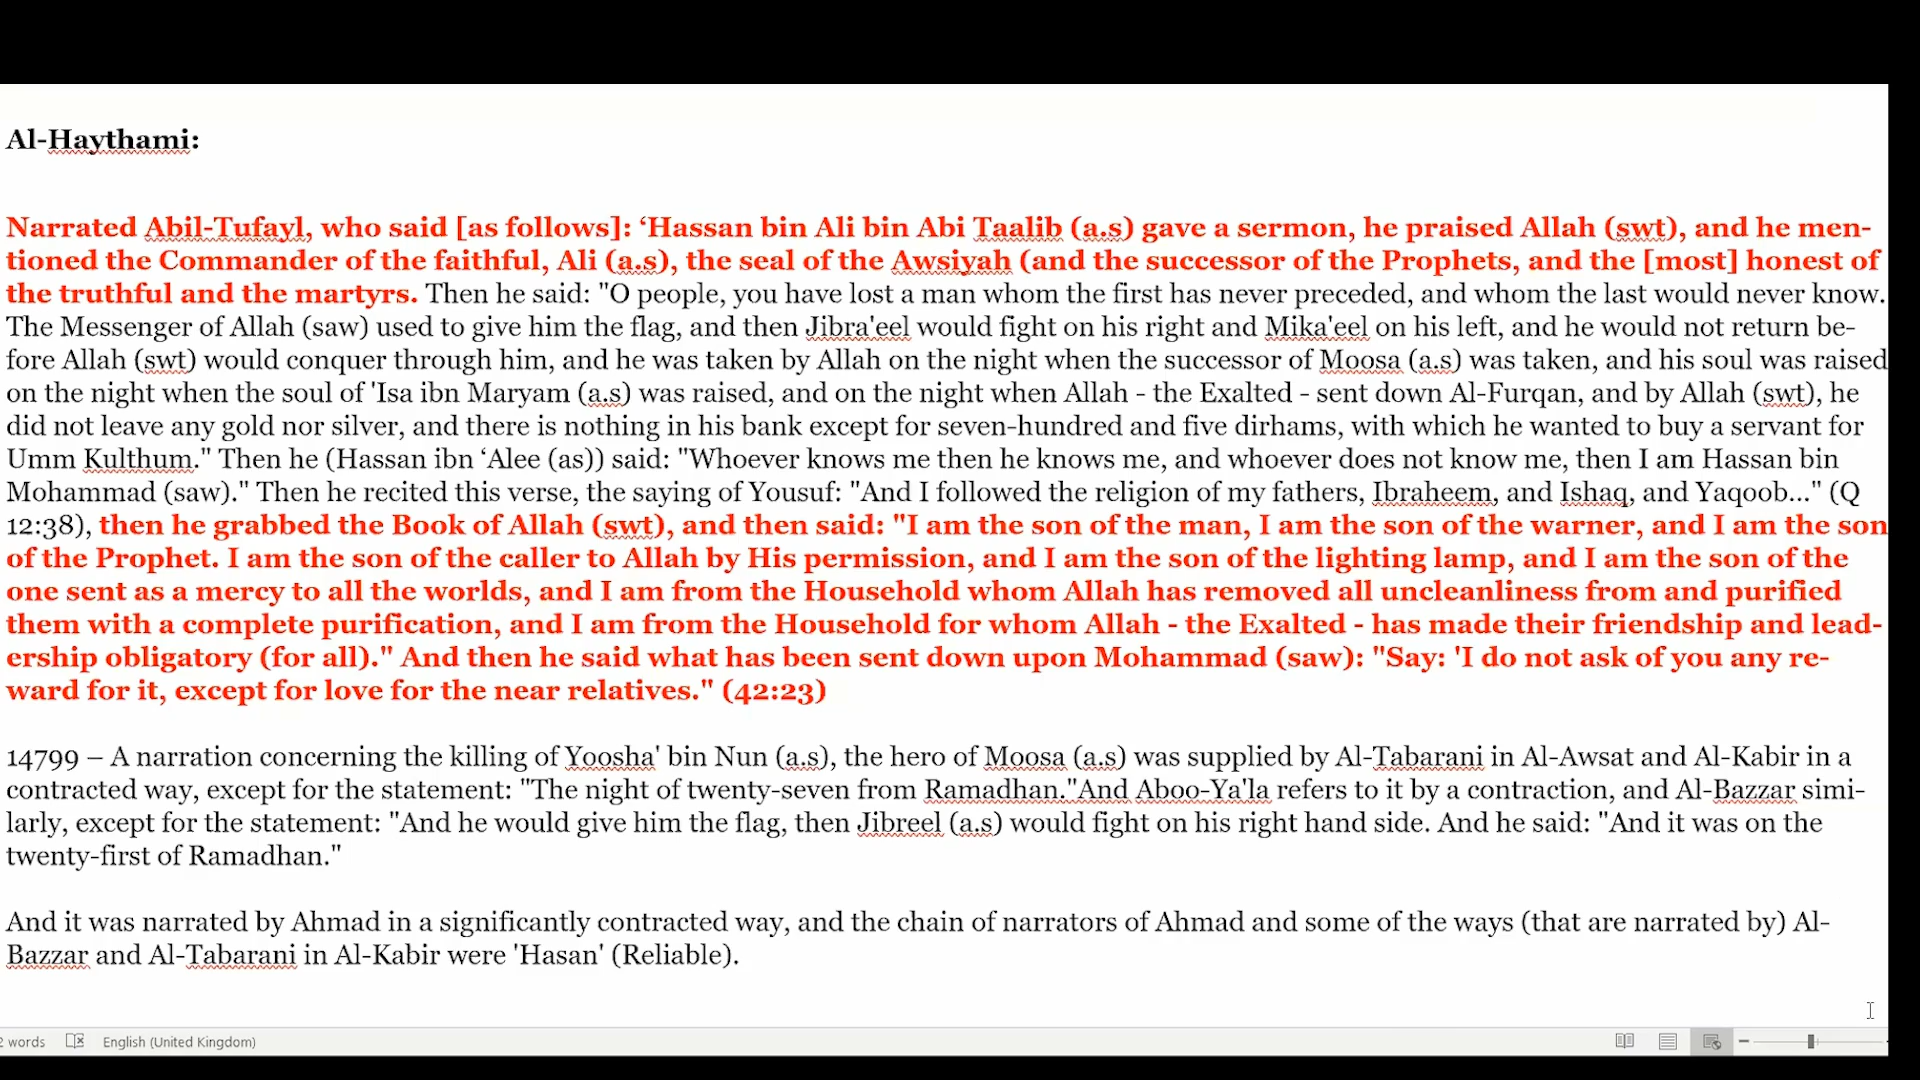 Al-Haythami:
Narrated Abil-Tufayl, who said [as follows]: ‘Hassan bin Ali bin Abi Taalib (a.s) gave a sermon, he praised Allah (swt), and he men-
tioned the Commander of the faithful, Ali (a.s), the seal of the Awsiyah (and the successor of the Prophets, and the [most] honest of
the truthful and the martyrs. Then he said: "O people, you have lost a man whom the first has never preceded, and whom the last would never know.
The Messenger of Allah (saw) used to give him the flag, and then Jibra'eel would fight on his right and Mika'eel on his left, and he would not return be-
fore Allah (swt) would conquer through him, and he was taken by Allah on the night when the successor of Moosa (a.s) was taken, and his soul was raised
on the night when the soul of 'Isa ibn Maryam (a.s) was raised, and on the night when Allah - the Exalted - sent down Al-Furqan, and by Allah (swt), he
did not leave any gold nor silver, and there is nothing in his bank except for seven-hundred and five dirhams, with which he wanted to buy a servant for
Umm Kulthum." Then he (Hassan ibn ‘Alee (as)) said: "Whoever knows me then he knows me, and whoever does not know me, then I am Hassan bin
Mohammad (saw)." Then he recited this verse, the saying of Yousuf: "And I followed the religion of my fathers, Ibraheem, and Ishaq, and Yaqoob..." (Q
12:38), then he grabbed the Book of Allah (swt), and then said: "I am the son of the man, I am the son of the warner, and I am the son
of the Prophet. I am the son of the caller to Allah by His permission, and I am the son of the lighting lamp, and I am the son of the
one sent as a mercy to all the worlds, and I am from the Household whom Allah has removed all uncleanliness from and purified
them with a complete purification, and I am from the Household for whom Allah - the Exalted - has made their friendship and lead-
ership obligatory (for all)." And then he said what has been sent down upon Mohammad (saw): "Say: 'I do not ask of you any re-
ward for it, except for love for the near relatives." (42:23)
14799 – A narration concerning the killing of Yoosha' bin Nun (a.s), the hero of Moosa (a.s) was supplied by Al-Tabarani in Al-Awsat and Al-Kabir in a
contracted way, except for the statement: "The night of twenty-seven from Ramadhan."And Aboo-Ya'la refers to it by a contraction, and Al-Bazzar simi-
larly, except for the statement: "And he would give him the flag, then Jibreel (a.s) would fight on his right hand side. And he said: "And it was on the
twenty-first of Ramadhan."
And it was narrated by Ahmad in a significantly contracted way, and the chain of narrators of Ahmad and some of the ways (that are narrated by) Al-
Bazzar and Al-Tabarani in Al-Kabir were 'Hasan' (Reliable).
2 words English (United Kingdom)